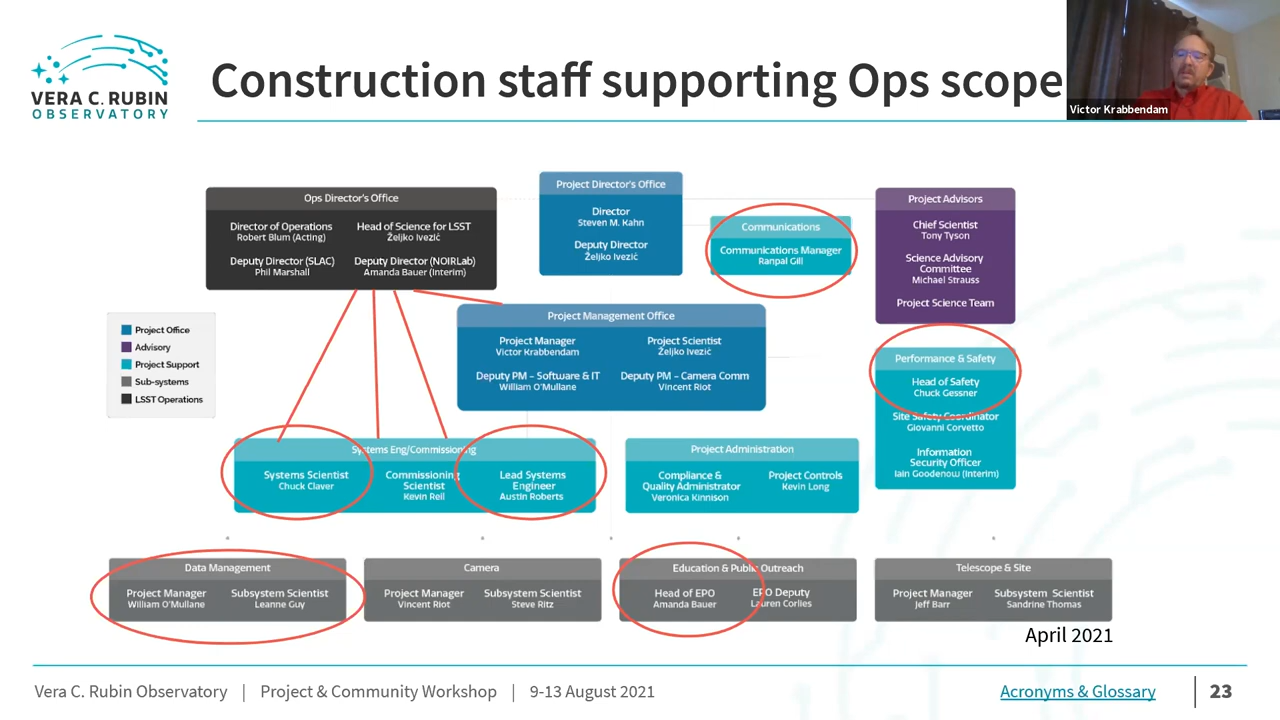 VERA C. RUBIN
OBSERVATORY
Construction staff supporting Ops scope
Victor Krabbendam
Ops Director's Office
Director of Operations
Robert Blum (Acting)
Head of Science for LSST
Željko Ivezić
Deputy Director (SLAC)
Phil Marshall
Deputy Director (NOIRLab)
Amanda Bauer (Interim)
Project Director's Office
Director
Steven M. Kahn
Deputy Director
Željko Ivezić
Communications
Communications Manager
Ranpal Gill
Project Advisors
Chief Scientist
Tony Tyson
Science Advisory
Committee
Michael Strauss
Project Science Team
Project Office
Advisory
Project Support
Sub-systems
LSST Operations
Project Management Office
Project Manager
Victor Krabbendam
Project Scientist
Željko Ivezić
Deputy PM – Software & IT
William O'Mullane
Deputy PM – Camera Comm
Vincent Riot
Performance & Safety
Head of Safety
Chuck Gessner
Site Safety Coordinator
Giovanni Corvetto
Information
Security Officer
Iain Goodenow (Interim)
Systems Eng/Commissioning
Systems Scientist
Chuck Claver
Commissioning
Scientist
Kevin Reil
Lead Systems
Engineer
Austin Roberts
Project Administration
Compliance &
Quality Administrator
Veronica Kinnison
Project Controls
Kevin Long
Data Management
Project Manager
William O'Mullane
Subsystem Scientist
Leanne Guy
Camera
Project Manager
Vincent Riot
Subsystem Scientist
Steve Ritz
Education & Public Outreach
Head of EPO
Amanda Bauer
EPO Deputy
Lauren Corlies
Telescope & Site
Project Manager
Jeff Barr
Subsystem Scientist
Sandrine Thomas
April 2021
Vera C. Rubin Observatory | Project & Community Workshop | 9-13 August 2021
Acronyms & Glossary
23